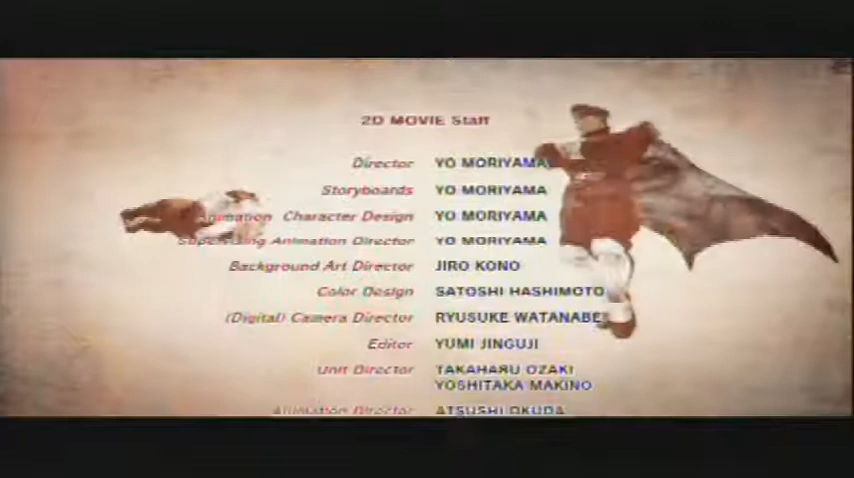 2D MOVIE Staff
Director YO MORIYAMA
Storyboards YO MORIYAMA
Animation Character Design YO MORIYAMA
Supervising Animation Director YO MORIYAMA
Background Art Director JIRO KONO
Color Design SATOSHI HASHIMOTO
(Digital) Camera Director RYUSUKE WATANABE
Editor YUMI JINGUJI
Unit Director TAKAHARU OZAKI
YOSHITAKA MAKINO
Animation Director ATSUSHI OKUDA